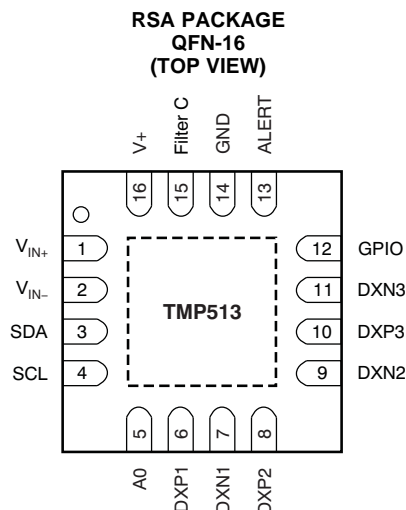 RSA PACKAGE
QFN-16
(TOP VIEW)
V+
Filter C
GND
ALERT
16
15
14
13
VIN+ 1
12 GPIO
VIN– 2
11 DXN3
TMP513
SDA 3
10 DXP3
SCL 4
9 DXN2
5
6
7
8
A0
DXP1
DXN1
DXP2